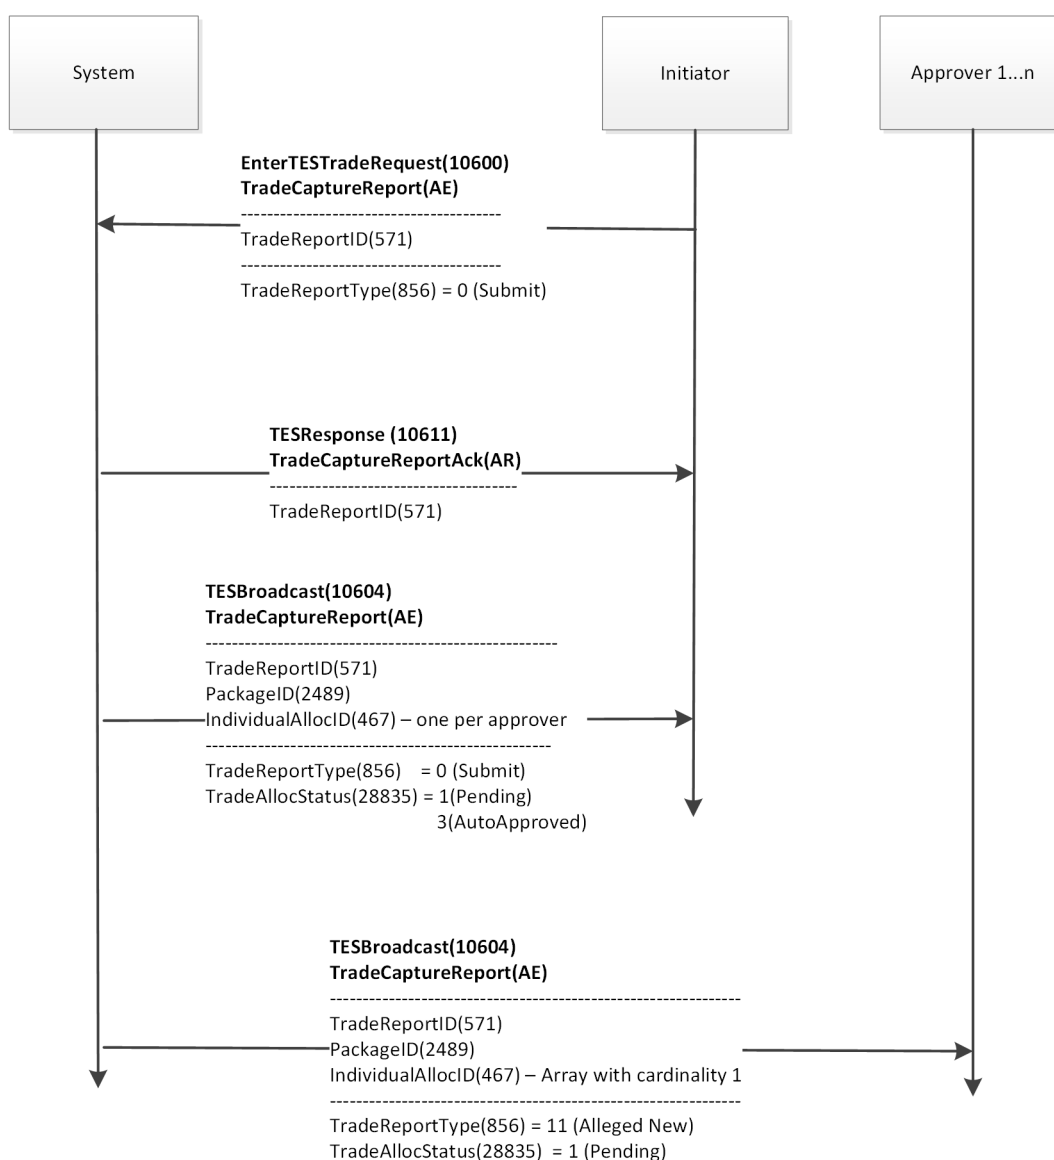 System
Initiator
Approver 1...n
EnterTESTradeRequest(10600)
TradeCaptureReport(AE)
----------------------------------------
TradeReportID(571)
----------------------------------------
TradeReportType(856) = 0 (Submit)
TESResponse (10611)
TradeCaptureReportAck(AR)
--------------------------------------
TradeReportID(571)
TESBroadcast(10604)
TradeCaptureReport(AE)
------------------------------------------------------
TradeReportID(571)
PackageID(2489)
IndividualAllocID(467) – one per approver
-----------------------------------------------------
TradeReportType(856) = 0 (Submit)
TradeAllocStatus(28835) = 1(Pending)
3(AutoApproved)
TESBroadcast(10604)
TradeCaptureReport(AE)
---------------------------------------------------------------
TradeReportID(571)
PackageID(2489)
IndividualAllocID(467) – Array with cardinality 1
---------------------------------------------------------------
TradeReportType(856) = 11 (Alleged New)
TradeAllocStatus(28835) = 1 (Pending)